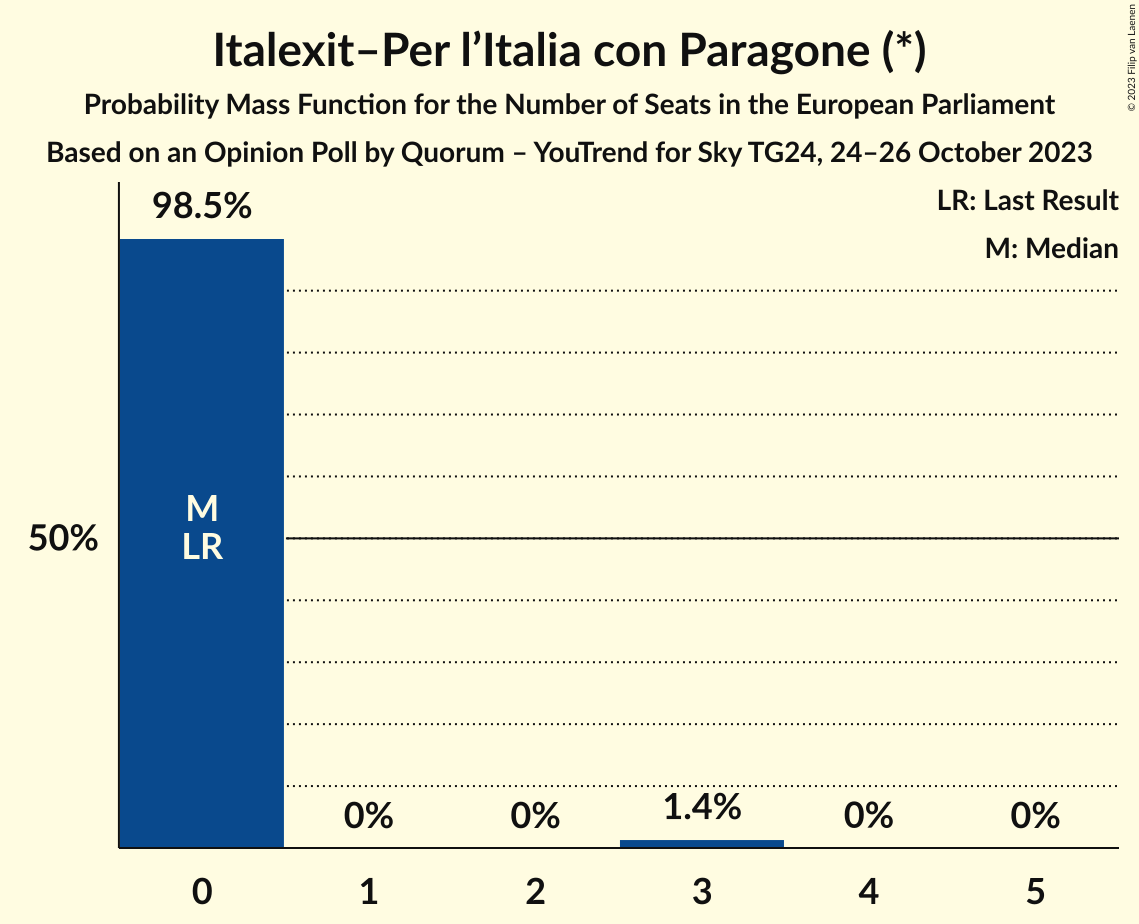 Italexit–Per l’Italia con Paragone (*)
Probability Mass Function for the Number of Seats in the European Parliament
Based on an Opinion Poll by Quorum – YouTrend for Sky TG24, 24–26 October 2023
© 2023 Filip van Laenen
LR: Last Result
M: Median
98.5%
M
LR
50%
0%
0%
1.4%
0%
0%
0
1
2
3
4
5